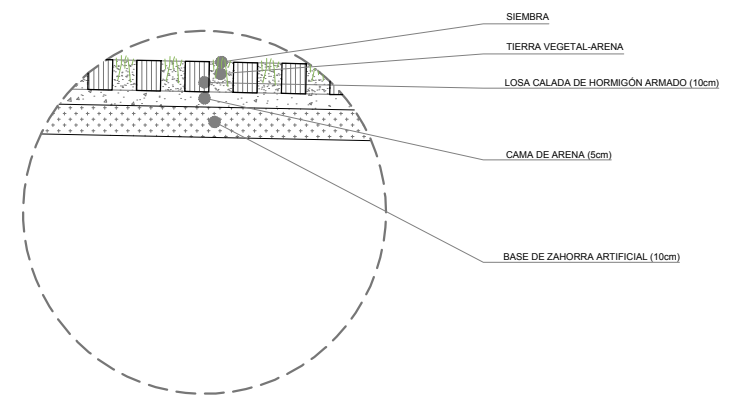 SIEMBRA
TIERRA VEGETAL-ARENA
LOSA CALADA DE HORMIGÓN ARMADO (10cm)
CAMA DE ARENA (5cm)
BASE DE ZAHORRA ARTIFICIAL (10cm)